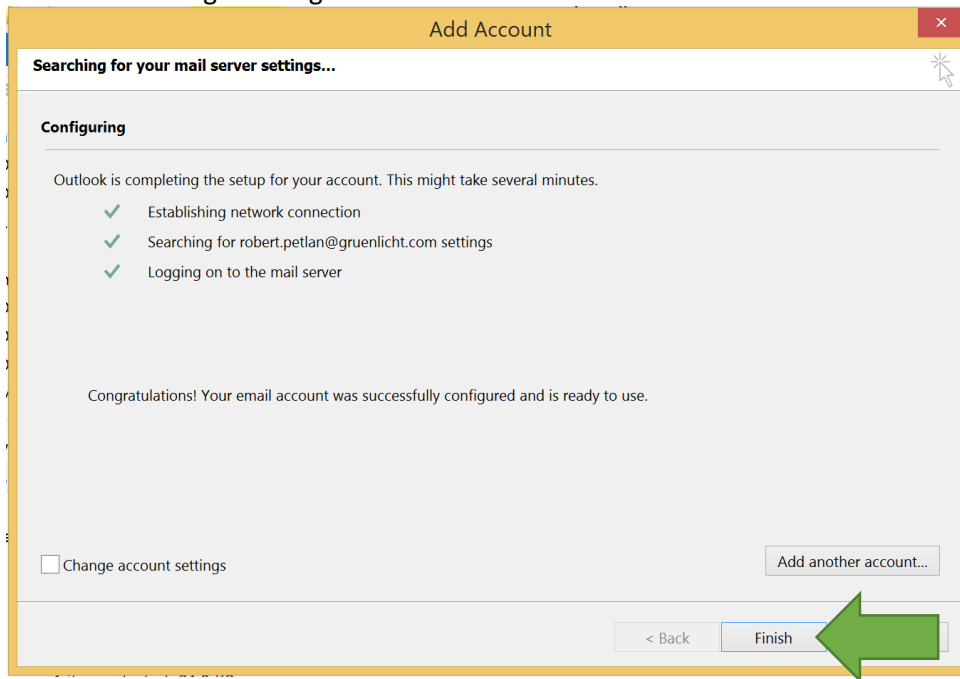 Add Account
Searching for your mail server settings...
Configuring
Outlook is completing the setup for your account. This might take several minutes.
Establishing network connection
Searching for robert.petlan@gruenlicht.com settings
Logging on to the mail server
Congratulations! Your email account was successfully configured and is ready to use.
Change account settings
Add another account...
< Back
Finish